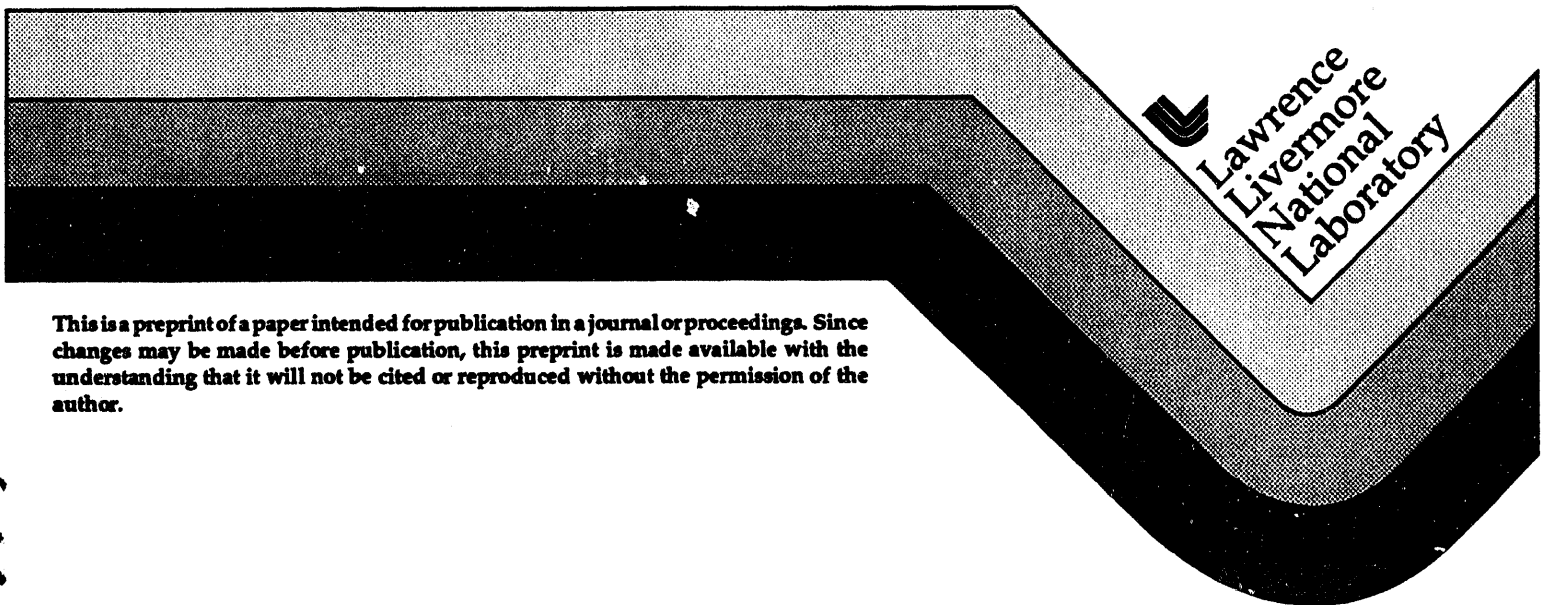 Lawrence
Livermore
National
Laboratory
This is a preprint of a paper intended for publication in a journal or proceedings. Since
changes may be made before publication, this preprint is made available with the
understanding that it will not be cited or reproduced without the permission of the
author.